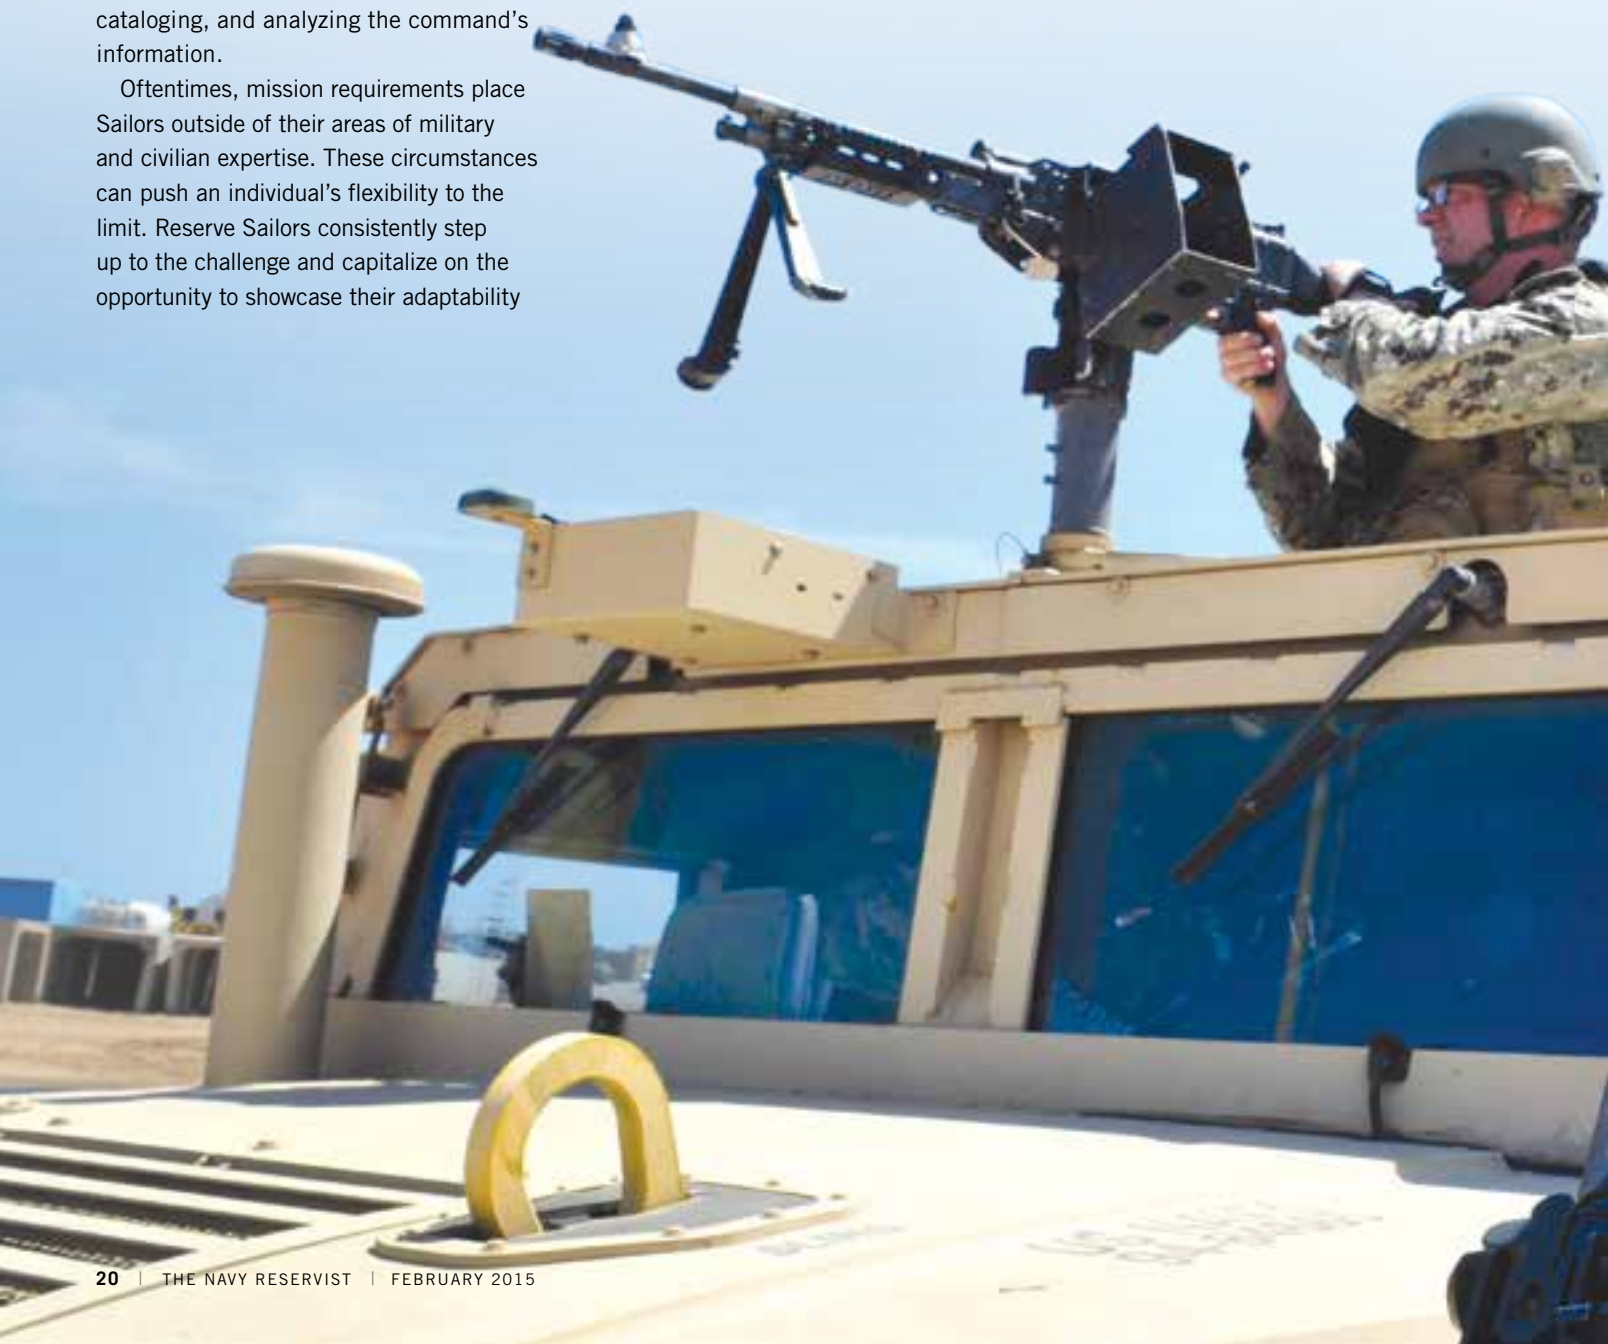 cataloging, and analyzing the command’s
information.
Oftentimes, mission requirements place
Sailors outside of their areas of military
and civilian expertise. These circumstances
can push an individual’s flexibility to the
limit. Reserve Sailors consistently step
up to the challenge and capitalize on the
opportunity to showcase their adaptability
20 | THE NAVY RESERVIST | FEBRUARY 2015